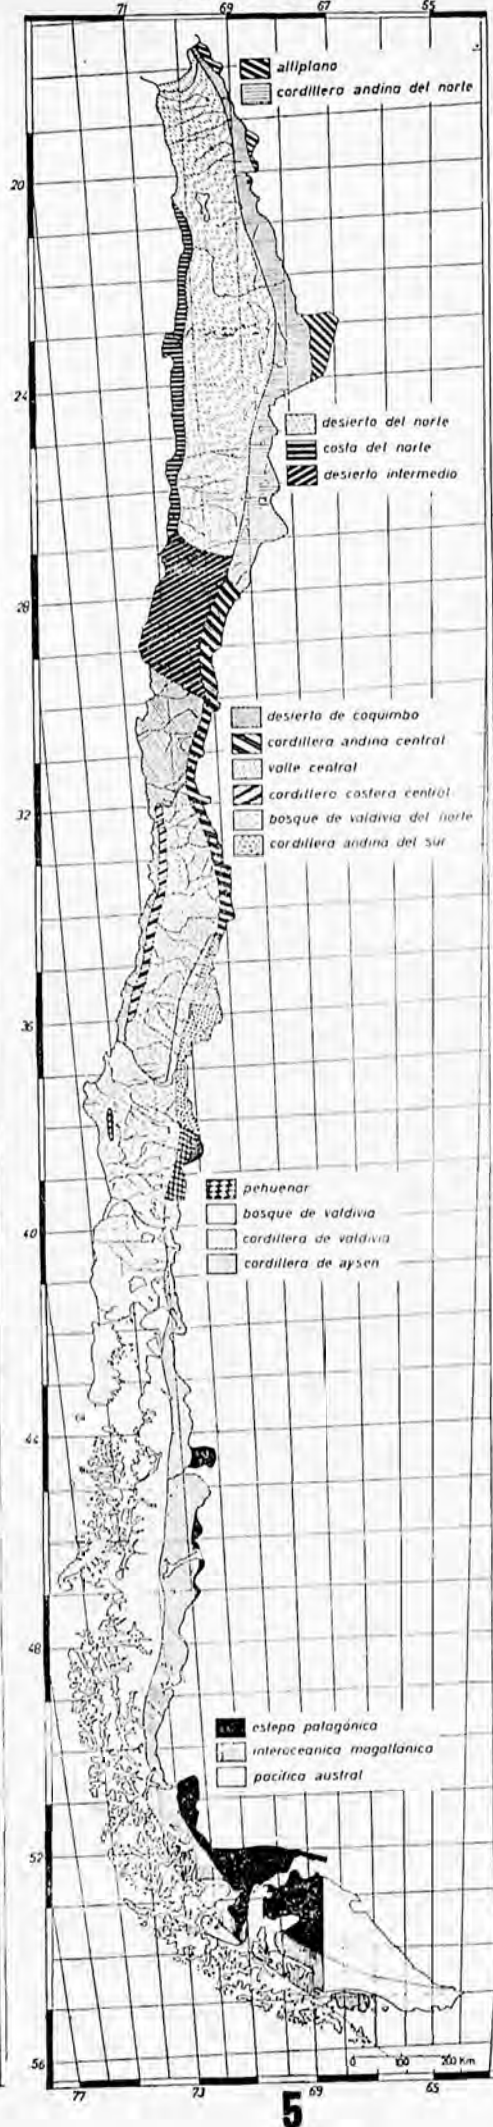 71 69 67 65
altiplano
cordillera andina del norte
20
24
desierto del norte
costa del norte
desierto intermedio
28
desierto de coquimbo
cordillera andina central
valle central
cordillera costera central
bosque de valdivia del norte
cordillera andina del sur
32
36
pehuenar
bosque de valdivia
cordillera de valdivia
cordillera de aysen
40
44
48
estepa patagónica
interoceanica magallánica
pacifica austral
52
0 100 200 Km
56
77 73 69 65
5